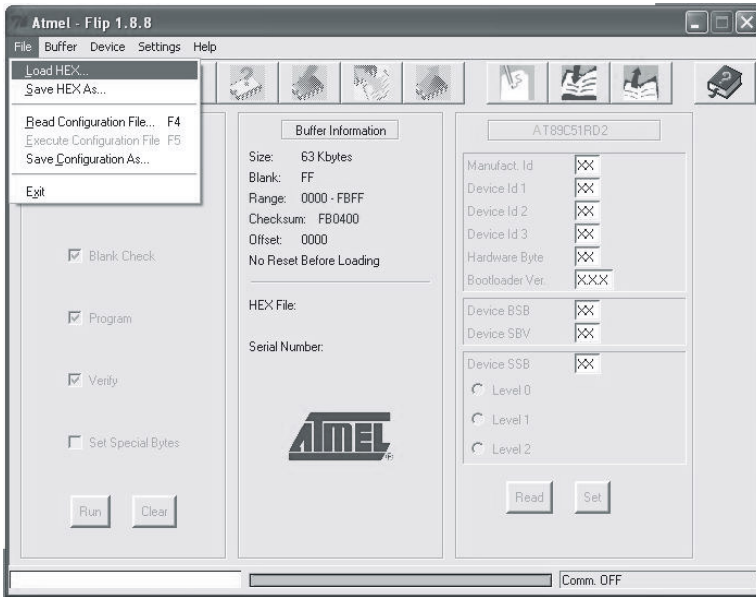 Atmel - Flip 1.8.8
File Buffer Device Settings Help
Load HEX...
Save HEX As...
Read Configuration File... F4
Execute Configuration File F5
Save Configuration As...
Exit
Blank Check
Program
Verify
Set Special Bytes
Run Clear
Buffer Information
Size: 63 Kbytes
Blank: FF
Range: 0000 - FBFF
Checksum: FB0400
Offset: 0000
No Reset Before Loading
HEX File:
Serial Number:
ATMEL ®
AT89C51RD2
Manufact. Id XX
Device Id 1 XX
Device Id 2 XX
Device Id 3 XX
Hardware Byte XX
Bootloader Ver. XXX
Device BSB XX
Device SBV XX
Device SSB XX
Level 0
Level 1
Level 2
Read Set
Comm. OFF